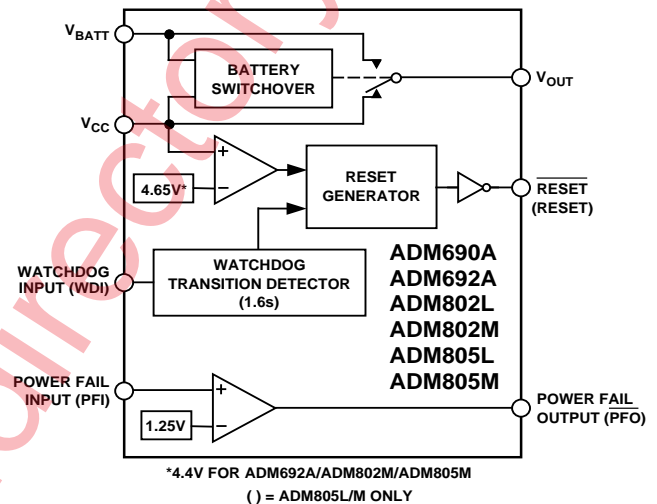 VBATT
BATTERY
SWITCHOVER
VOUT
VCC
+
4.65V*
−
RESET
GENERATOR
RESET
(RESET)
WATCHDOG
INPUT (WDI)
WATCHDOG
TRANSITION DETECTOR
(1.6s)
ADM690A
ADM692A
ADM802L
ADM802M
ADM805L
ADM805M
POWER FAIL
INPUT (PFI)
+
1.25V
−
POWER FAIL
OUTPUT (PFO)
*4.4V FOR ADM692A/ADM802M/ADM805M
( ) = ADM805L/M ONLY
directory